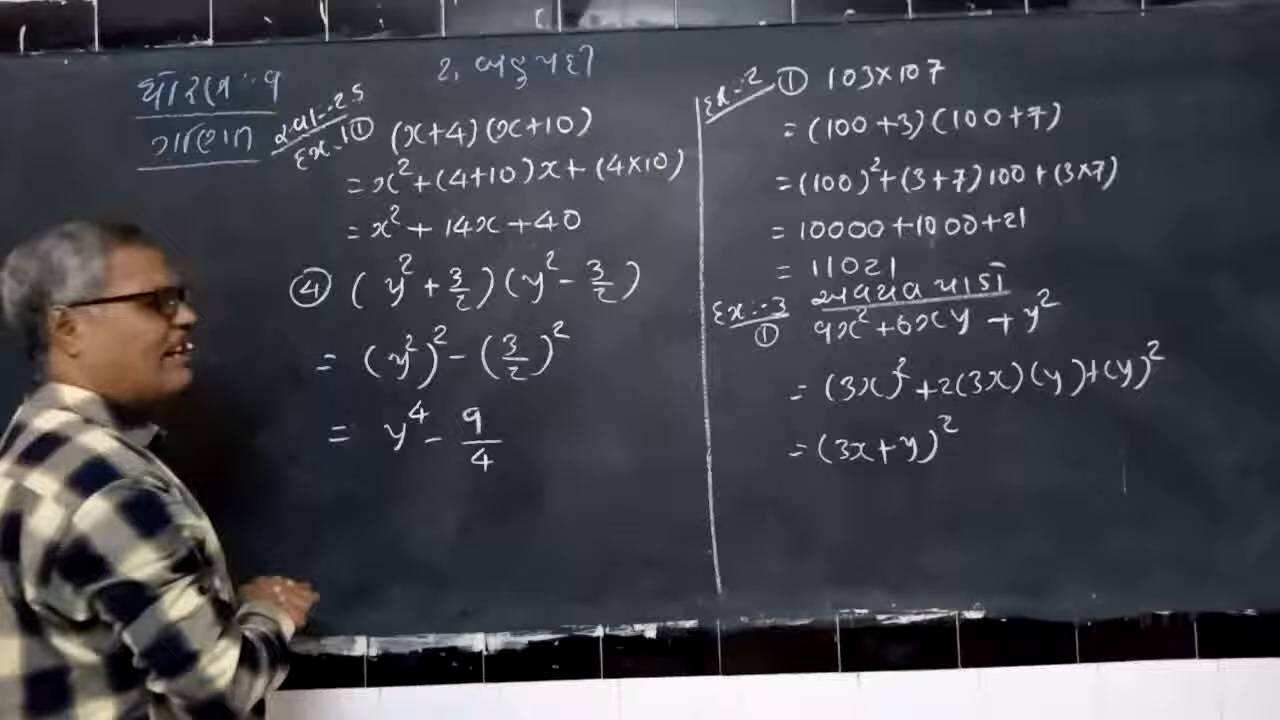 ધોરણ :- ૯
ગણિત
2. બહુપદી
સ્વા.-2.5
Ex.1 ① (x+4)(x+10)
= x² + (4+10)x + (4×10)
= x² + 14x + 40
④ (y² + 3/2)(y² - 3/2)
= (y²)² - (3/2)²
= y⁴ - 9/4
Ex.-2 ① 103×107
= (100+3)(100+7)
= (100)² + (3+7)100 + (3×7)
= 10000 + 1000 + 21
= 11021
Ex.-3 અવયવ પાડો
① 9x² + 6xy + y²
= (3x)² + 2(3x)(y) + (y)²
= (3x+y)²